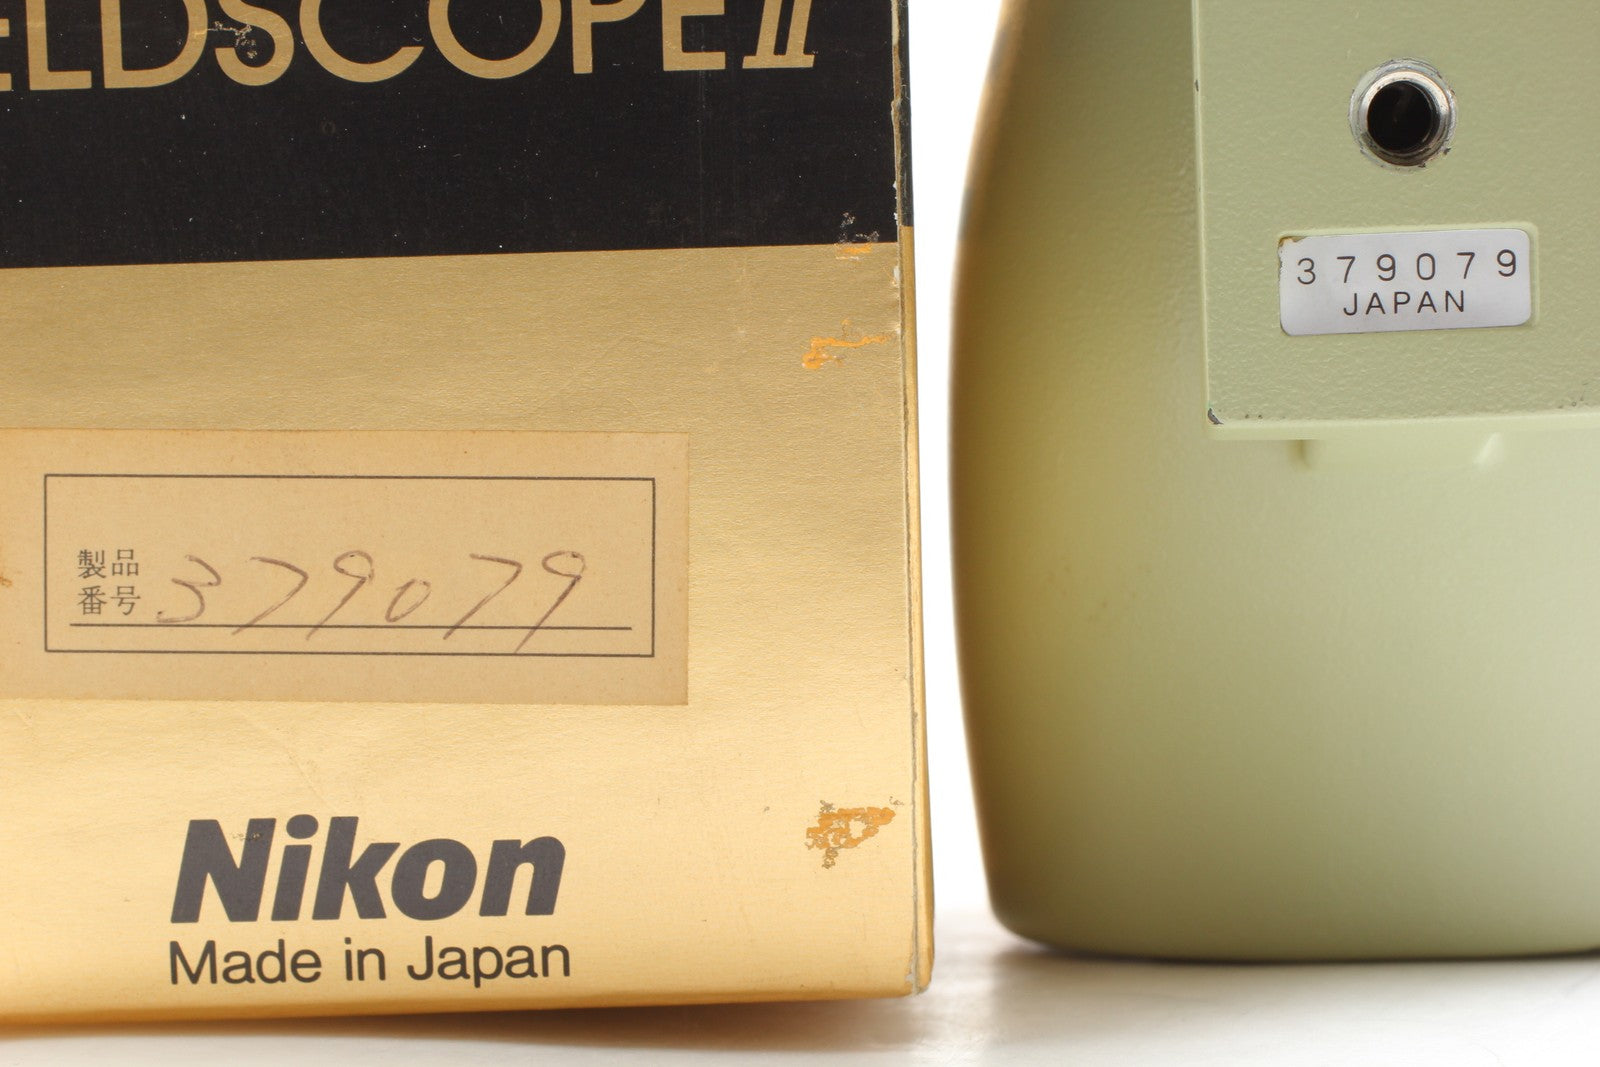 ELDSCOPE II
製品
番号 379079
Nikon
Made in Japan
379079
JAPAN